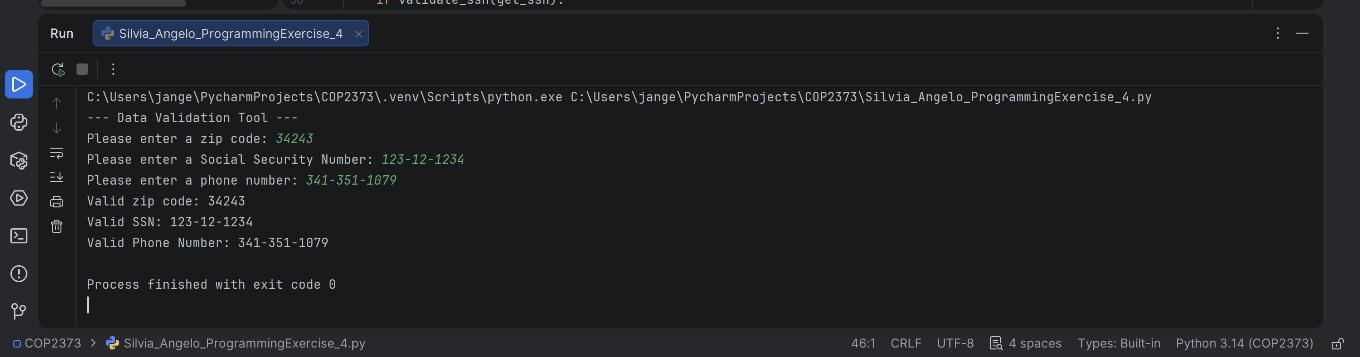 36 if validate_ssn(get_ssn):
Run Silvia_Angelo_ProgrammingExercise_4
C:\Users\jange\PycharmProjects\COP2373\.venv\Scripts\python.exe C:\Users\jange\PycharmProjects\COP2373\Silvia_Angelo_ProgrammingExercise_4.py
--- Data Validation Tool ---
Please enter a zip code: 34243
Please enter a Social Security Number: 123-12-1234
Please enter a phone number: 341-351-1079
Valid zip code: 34243
Valid SSN: 123-12-1234
Valid Phone Number: 341-351-1079
Process finished with exit code 0
COP2373 > Silvia_Angelo_ProgrammingExercise_4.py 46:1 CRLF UTF-8 4 spaces Types: Built-in Python 3.14 (COP2373)